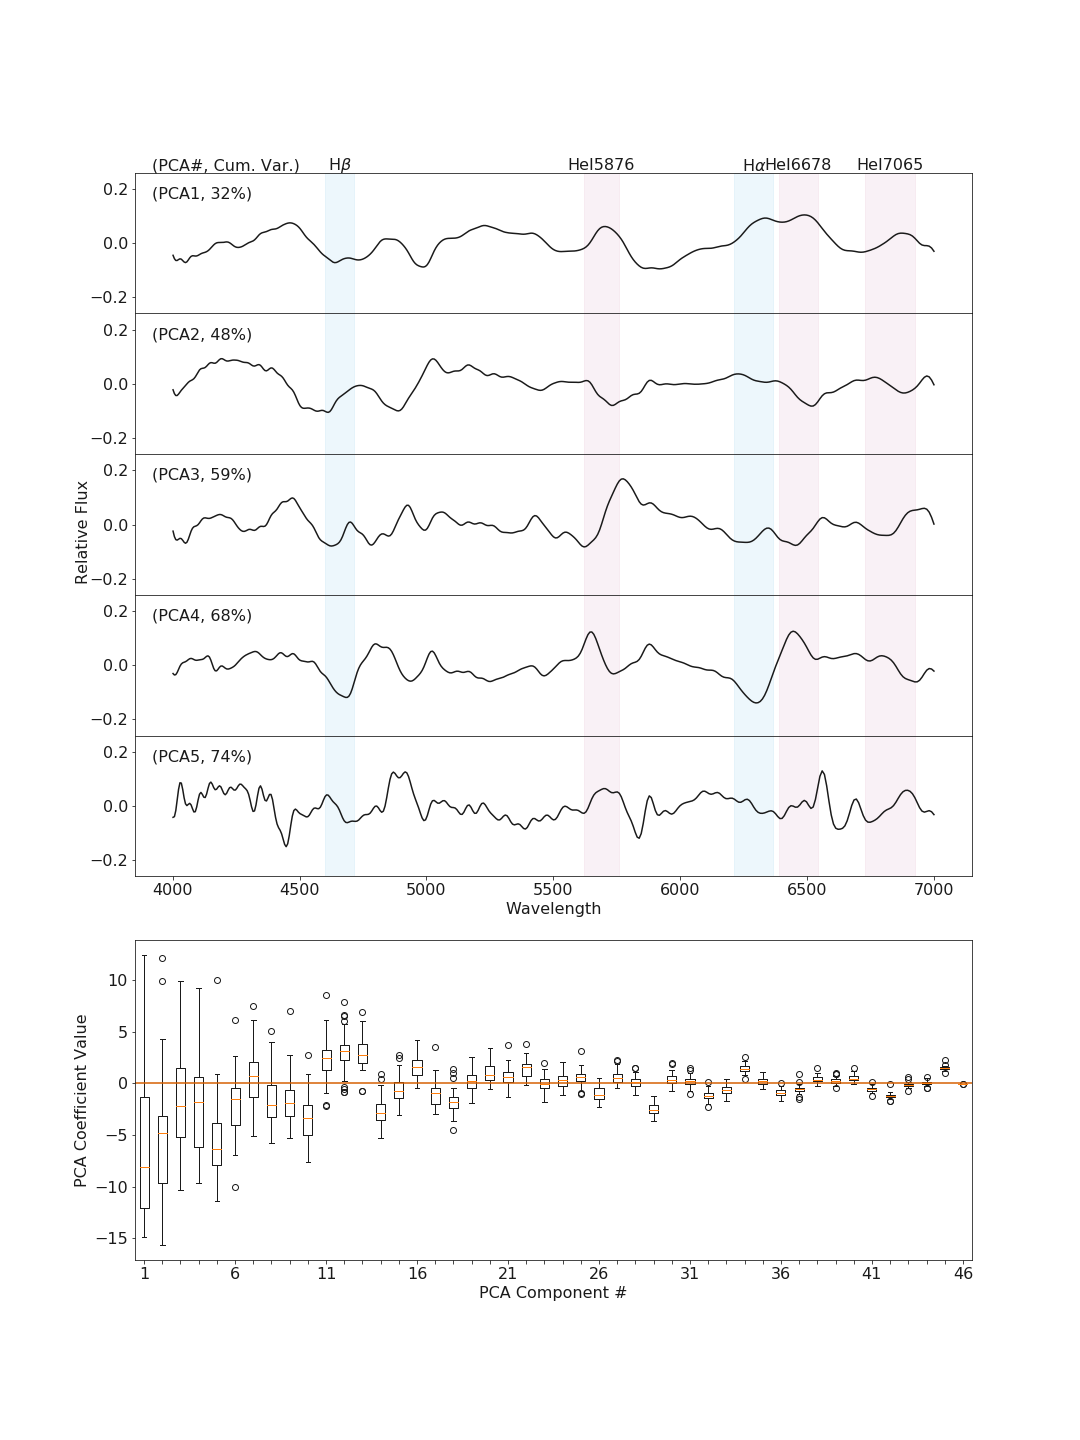 (PCA#, Cum. Var.) Hβ HeI5876 Hα HeI6678 HeI7065
(PCA1, 32%)
0.2
0.0
−0.2
(PCA2, 48%)
0.2
0.0
−0.2
(PCA3, 59%)
0.2
0.0
−0.2
(PCA4, 68%)
0.2
0.0
−0.2
(PCA5, 74%)
0.2
0.0
−0.2
Relative Flux
4000 4500 5000 5500 6000 6500 7000
Wavelength
10
5
0
−5
−10
−15
PCA Coefficient Value
1 6 11 16 21 26 31 36 41 46
PCA Component #